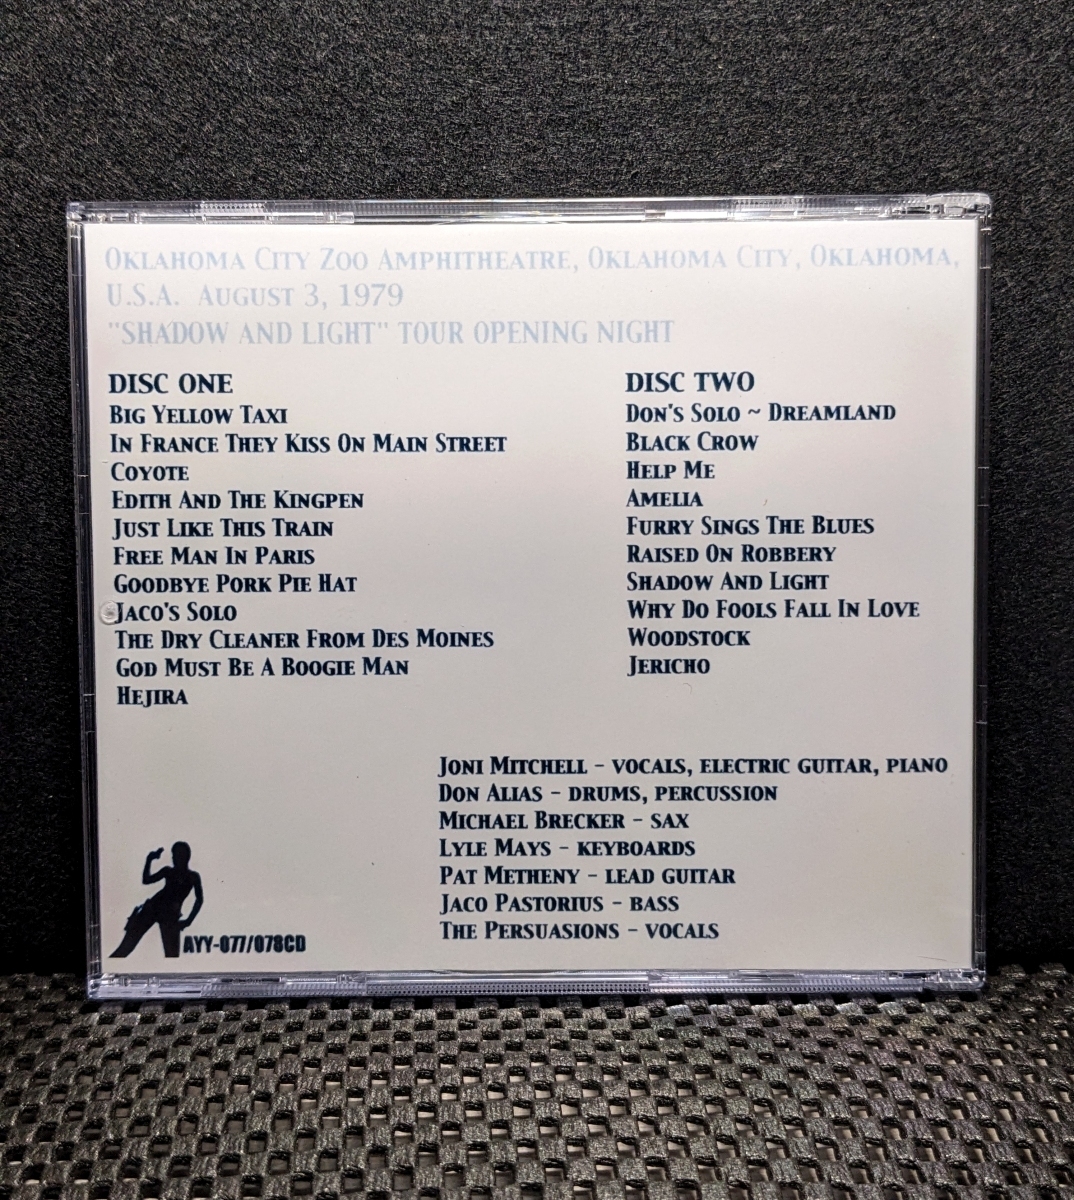 Oklahoma City Zoo Amphitheatre, Oklahoma City, Oklahoma,
U.S.A. August 3, 1979
"SHADOW AND LIGHT" TOUR OPENING NIGHT
DISC ONE
Big Yellow Taxi
In France They Kiss On Main Street
Coyote
Edith And The Kingpen
Just Like This Train
Free Man In Paris
Goodbye Pork Pie Hat
Jaco's Solo
The Dry Cleaner From Des Moines
God Must Be A Boogie Man
Hejira
DISC TWO
Don's Solo ~ Dreamland
Black Crow
Help Me
Amelia
Furry Sings The Blues
Raised On Robbery
Shadow And Light
Why Do Fools Fall In Love
Woodstock
Jericho
Joni Mitchell - vocals, electric guitar, piano
Don Alias - drums, percussion
Michael Brecker - sax
Lyle Mays - keyboards
Pat Metheny - lead guitar
Jaco Pastorius - bass
The Persuasions - vocals
AYY-077/078CD